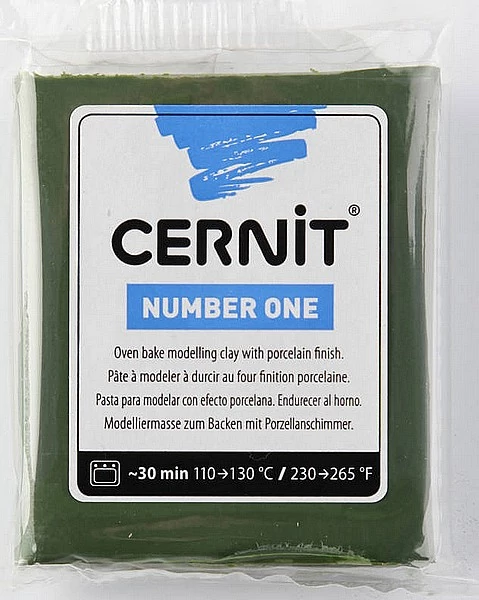 CERNiT®
NUMBER ONE
Oven bake modelling clay with porcelain finish.
Pâte à modeler à durcir au four finition porcelaine.
Pasta para modelar con efecto porcelana. Endurecer al horno.
Modelliermasse zum Backen mit Porzellanschimmer.
~30 min 110→130 °C / 230→265 °F